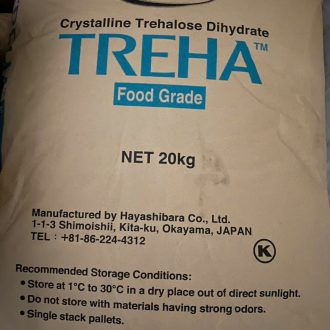 Crystalline Trehalose Dihydrate
TREHA™
Food Grade
NET 20kg
Manufactured by Hayashibara Co., Ltd.
1-1-3 Shimoishii, Kita-ku, Okayama, JAPAN
TEL : +81-86-224-4312
K
Recommended Storage Conditions:
• Store at 1°C to 30°C in a dry place out of direct sunlight.
• Do not store with materials having strong odors.
• Single stack pallets.